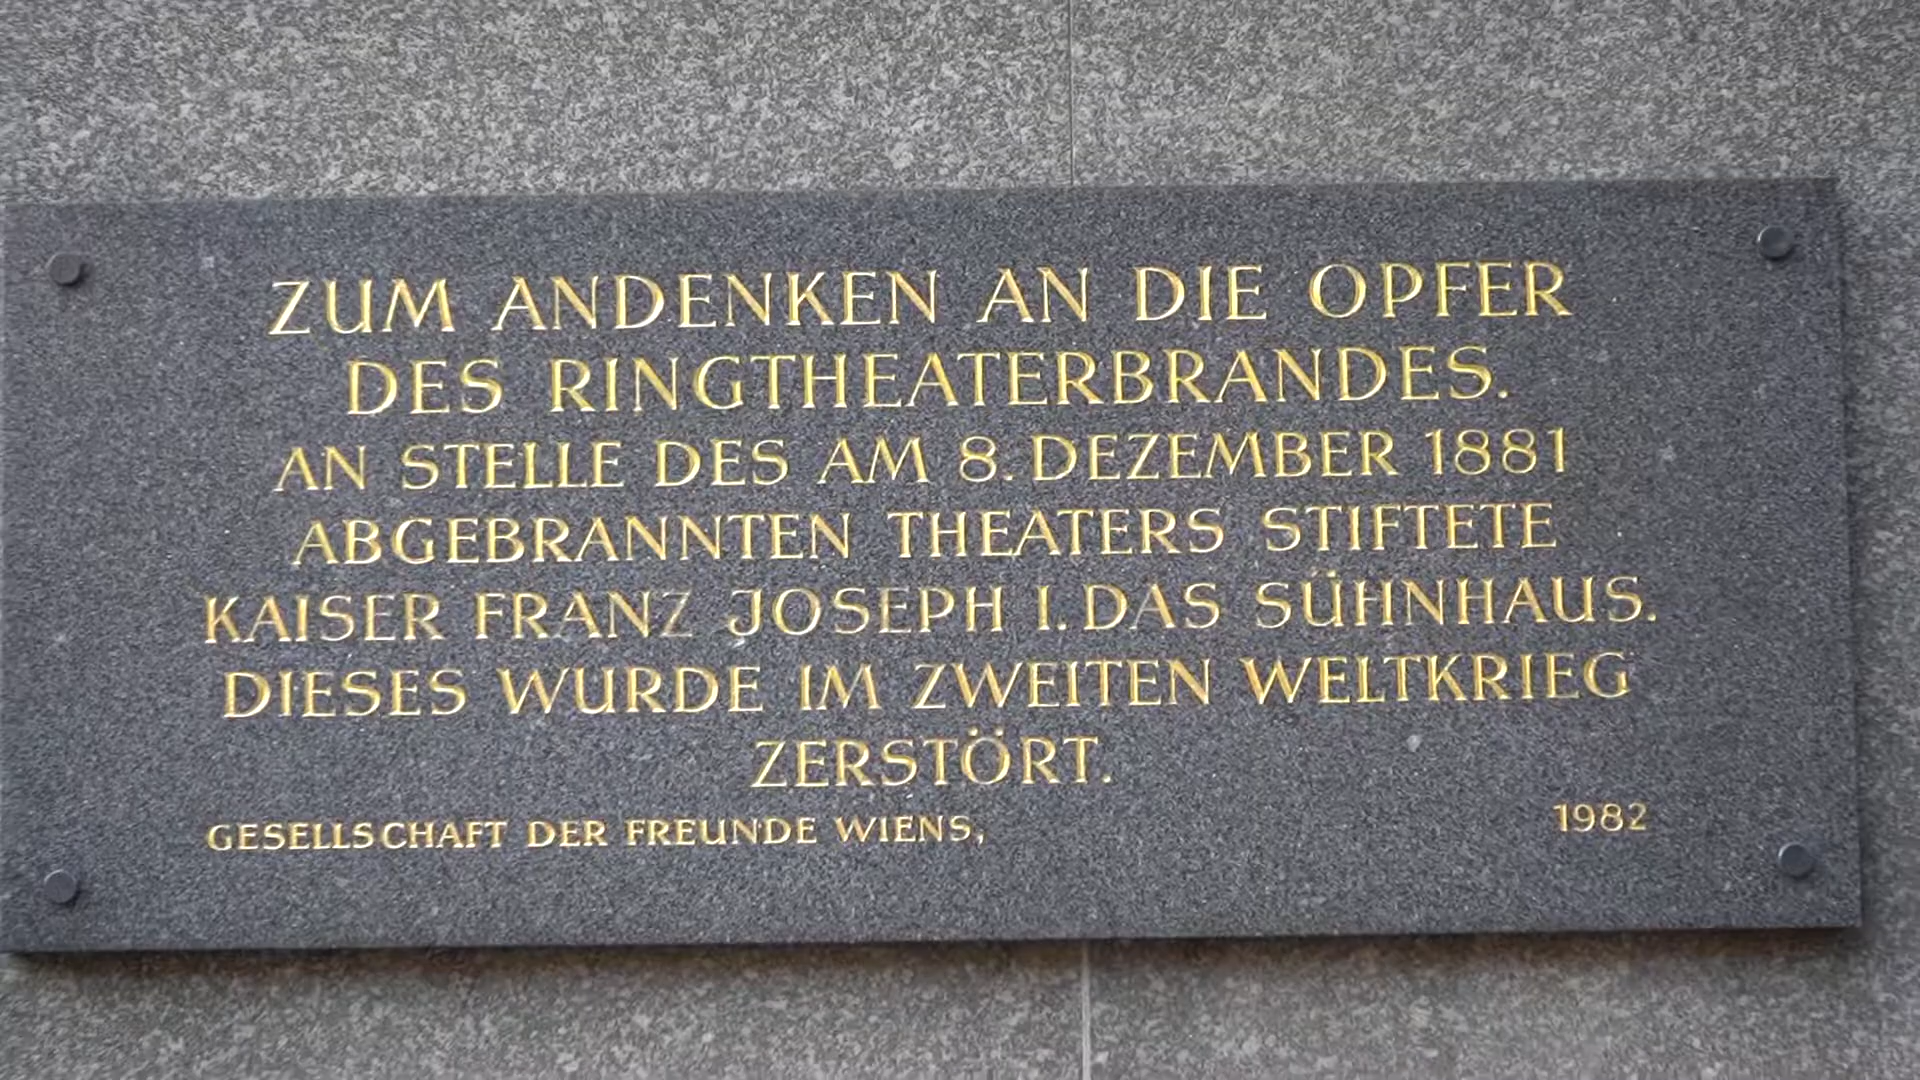 ZUM ANDENKEN AN DIE OPFER
DES RINGTHEATERBRANDES.
AN STELLE DES AM 8. DEZEMBER 1881
ABGEBRANNTEN THEATERS STIFTETE
KAISER FRANZ JOSEPH I. DAS SÜHNHAUS.
DIESES WURDE IM ZWEITEN WELTKRIEG
ZERSTÖRT.
GESELLSCHAFT DER FREUNDE WIENS, 1982